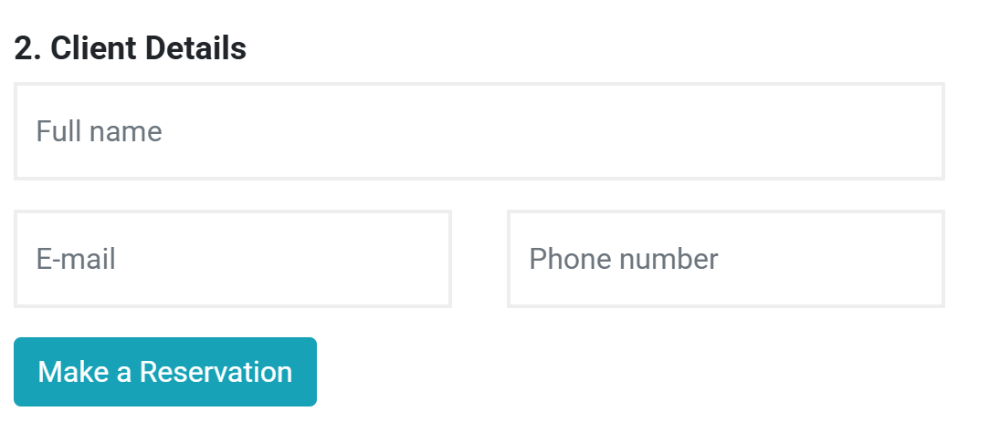 2. Client Details
Full name
E-mail
Phone number
Make a Reservation